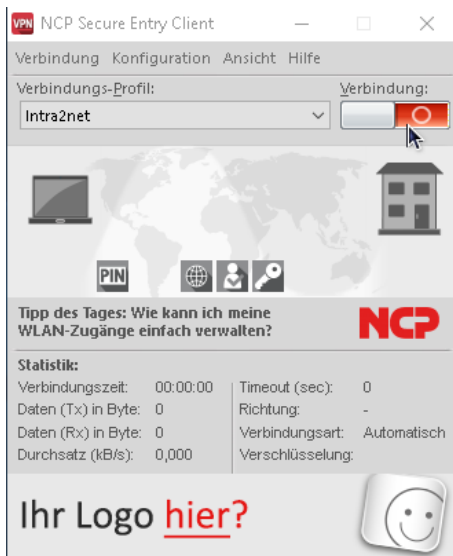 VPN NCP Secure Entry Client
Verbindung Konfiguration Ansicht Hilfe
Verbindungs-Profil: Verbindung:
Intra2net
PIN
Tipp des Tages: Wie kann ich meine
WLAN-Zugänge einfach verwalten?
NCP
Statistik:
Verbindungszeit: 00:00:00 Timeout (sec): 0
Daten (Tx) in Byte: 0 Richtung: -
Daten (Rx) in Byte: 0 Verbindungsart: Automatisch
Durchsatz (kB/s): 0,000 Verschlüsselung:
Ihr Logo hier?